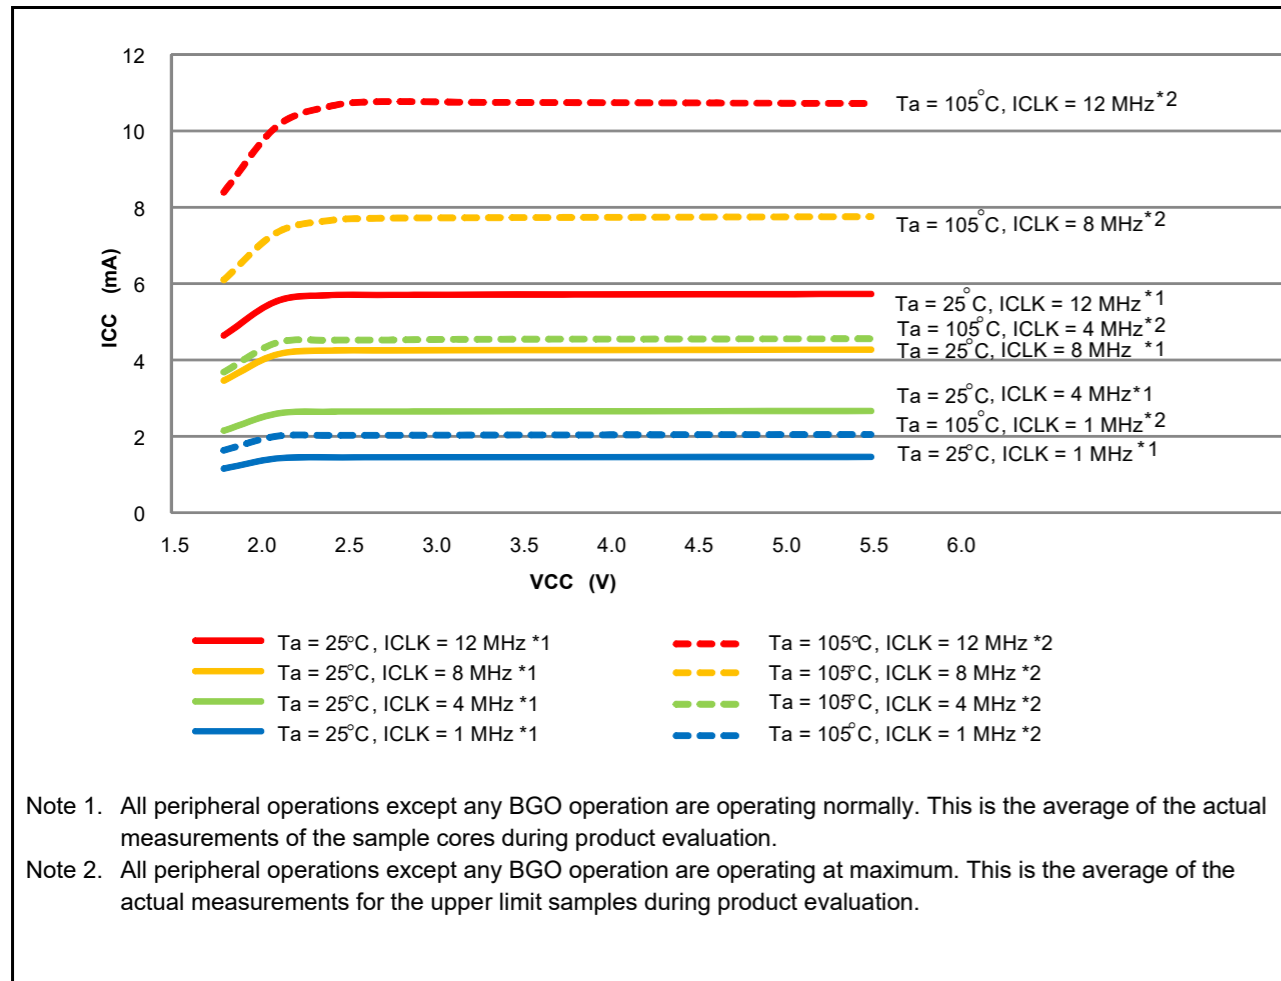 12
10
8
6
4
2
0
ICC (mA)
1.5 2.0 2.5 3.0 3.5 4.0 4.5 5.0 5.5 6.0
VCC (V)
Ta = 105°C, ICLK = 12 MHz*2
Ta = 105°C, ICLK = 8 MHz*2
Ta = 25°C, ICLK = 12 MHz*1
Ta = 105°C, ICLK = 4 MHz*2
Ta = 25°C, ICLK = 8 MHz *1
Ta = 25°C, ICLK = 4 MHz*1
Ta = 105°C, ICLK = 1 MHz*2
Ta = 25°C, ICLK = 1 MHz *1
Ta = 25°C, ICLK = 12 MHz *1
Ta = 25°C, ICLK = 8 MHz *1
Ta = 25°C, ICLK = 4 MHz *1
Ta = 25°C, ICLK = 1 MHz *1
Ta = 105°C, ICLK = 12 MHz *2
Ta = 105°C, ICLK = 8 MHz *2
Ta = 105°C, ICLK = 4 MHz *2
Ta = 105°C, ICLK = 1 MHz *2
Note 1. All peripheral operations except any BGO operation are operating normally. This is the average of the actual
measurements of the sample cores during product evaluation.
Note 2. All peripheral operations except any BGO operation are operating at maximum. This is the average of the
actual measurements for the upper limit samples during product evaluation.